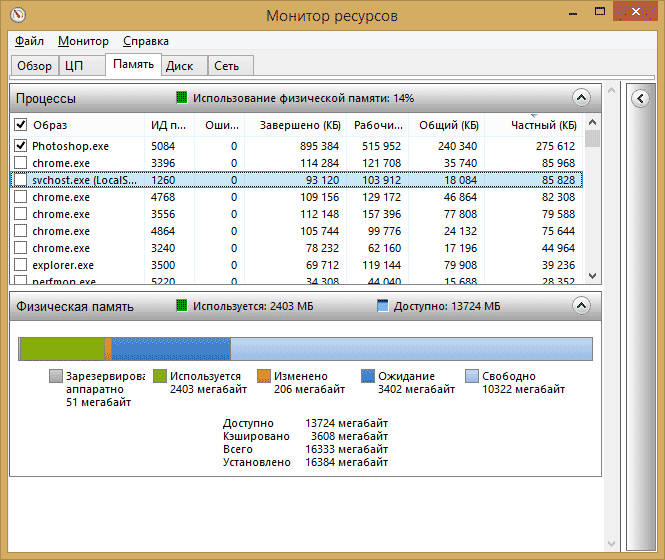 Монитор ресурсов
Файл Монитор Справка
Обзор ЦП Память Диск Сеть
Процессы Использование физической памяти: 14%
Образ ИД п... Оши... Завершено (КБ) Рабочи... Общий (КБ) Частный (КБ)
Photoshop.exe 5084 0 895 384 515 952 240 340 275 612
chrome.exe 3396 0 114 284 121 708 35 740 85 968
svchost.exe (LocalS... 1260 0 93 120 103 912 18 084 85 828
chrome.exe 4768 0 109 156 129 172 46 864 82 308
chrome.exe 3556 0 112 148 157 396 77 808 79 588
chrome.exe 4864 0 105 744 99 776 24 132 75 644
chrome.exe 3240 0 78 232 62 160 17 196 44 964
explorer.exe 3500 0 69 712 119 144 79 908 39 236
perfmon.exe 5220 0 34 308 44 040 15 688 28 352
Физическая память Используется: 2403 МБ Доступно: 13724 МБ
Зарезервирова Используется Изменено Ожидание Свободно
аппаратно 2403 мегабайт 206 мегабайт 3402 мегабайт 10322 мегабайт
51 мегабайт
Доступно 13724 мегабайт
Кэшировано 3608 мегабайт
Всего 16333 мегабайт
Установлено 16384 мегабайт